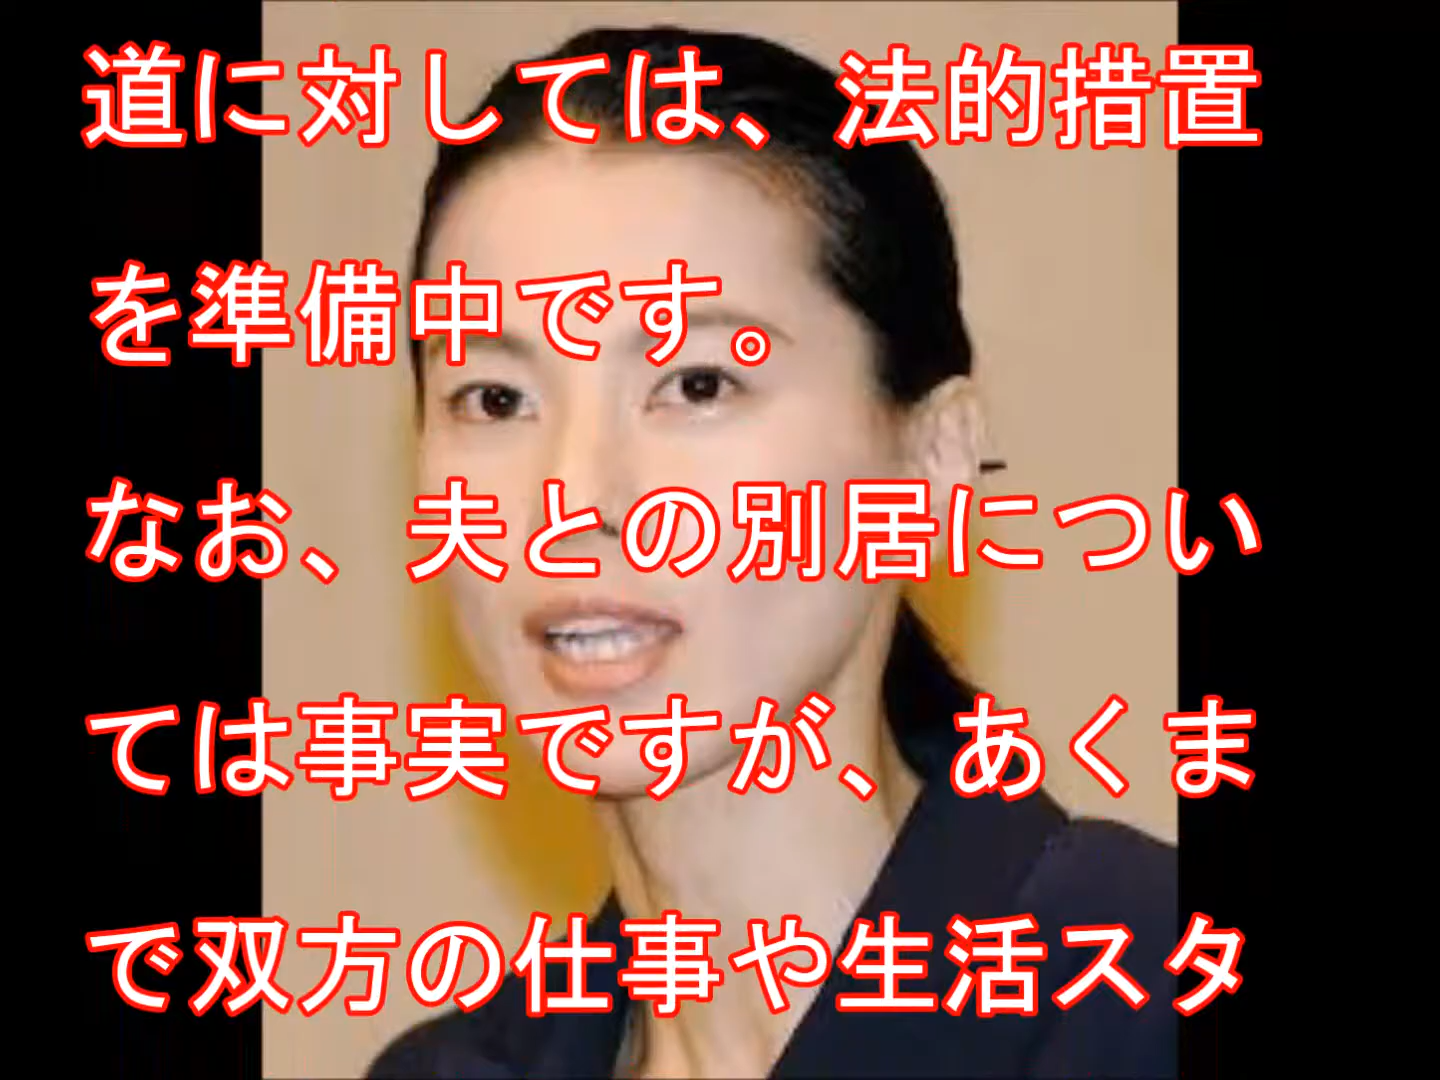 道に対しては、法的措置
を準備中です。
なお、夫との別居につい
ては事実ですが、あくま
で双方の仕事や生活スタ